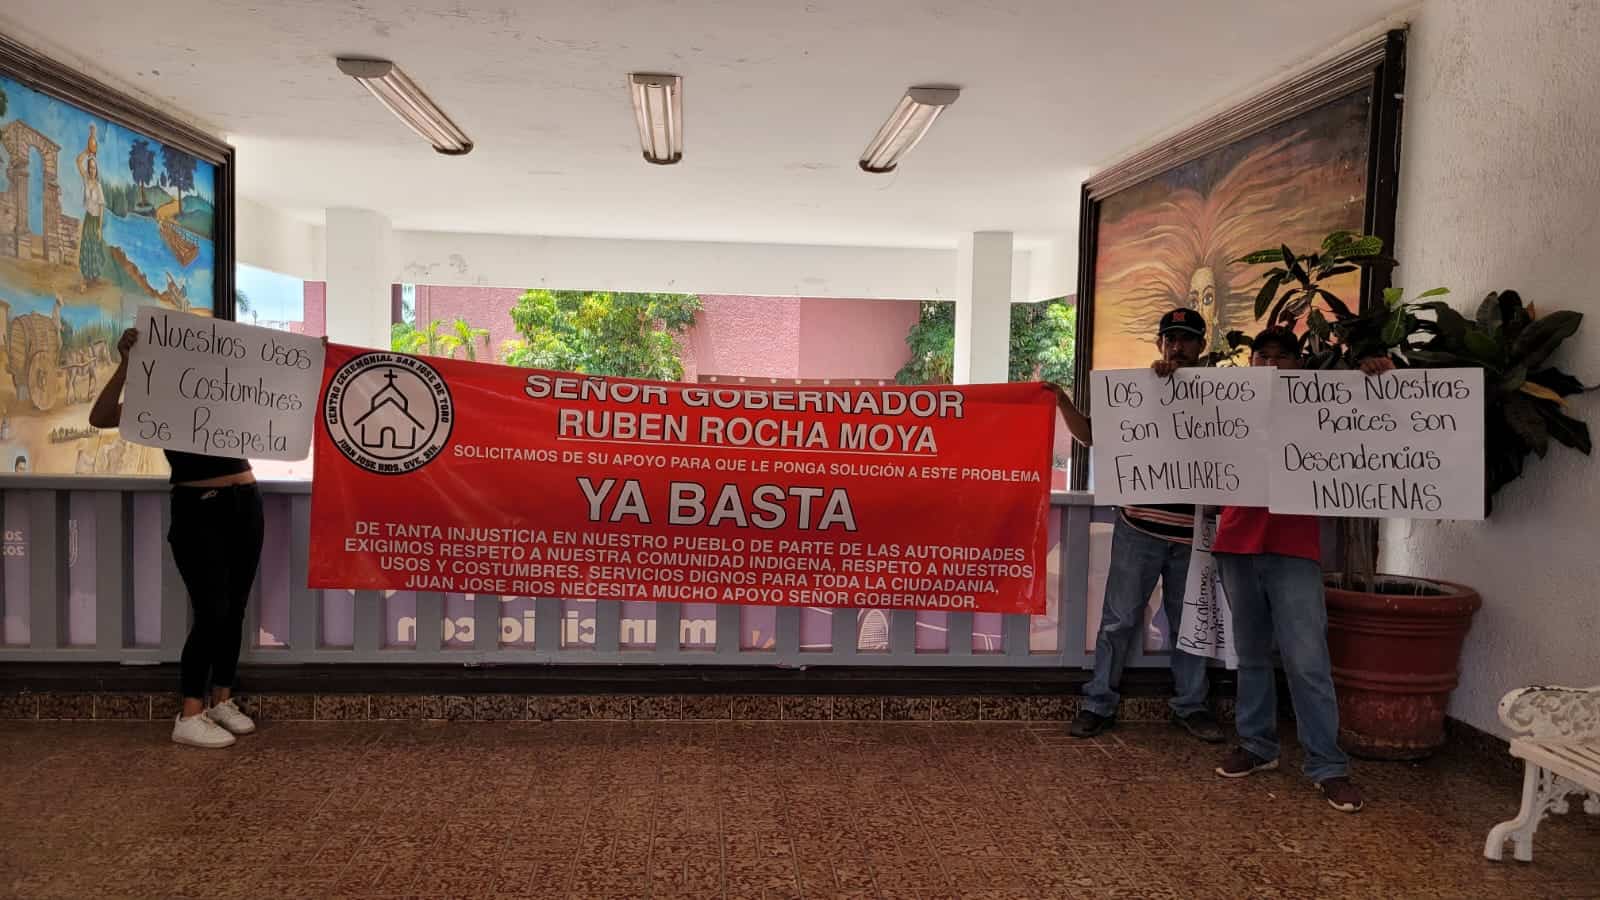 Nuestros usos
Y Costumbres
Se Respeta
CENTRO CEREMONIAL SAN JOSE DE TORO
JUAN JOSE RIOS, GVE, SIN.
SEÑOR GOBERNADOR
RUBEN ROCHA MOYA
SOLICITAMOS DE SU APOYO PARA QUE LE PONGA SOLUCIÓN A ESTE PROBLEMA
YA BASTA
DE TANTA INJUSTICIA EN NUESTRO PUEBLO DE PARTE DE LAS AUTORIDADES
EXIGIMOS RESPETO A NUESTRA COMUNIDAD INDIGENA, RESPETO A NUESTROS
USOS Y COSTUMBRES. SERVICIOS DIGNOS PARA TODA LA CIUDADANIA,
JUAN JOSE RIOS NECESITA MUCHO APOYO SEÑOR GOBERNADOR.
Los Jaripeos
son Eventos
FAMILIARES
Todas Nuestras
Raices son
Desendencias
INDIGENAS
Rescatemos